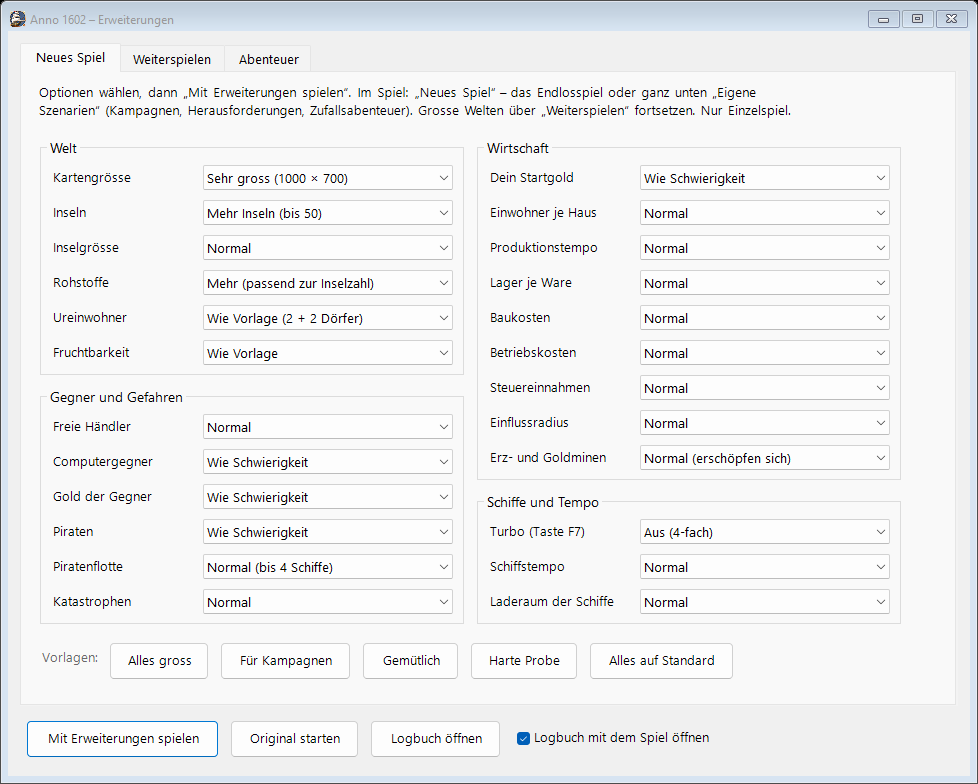 Anno 1602 – Erweiterungen
Neues Spiel
Weiterspielen
Abenteuer
Optionen wählen, dann „Mit Erweiterungen spielen“. Im Spiel: „Neues Spiel“ – das Endlosspiel oder ganz unten „Eigene
Szenarien“ (Kampagnen, Herausforderungen, Zufallsabenteuer). Grosse Welten über „Weiterspielen“ fortsetzen. Nur Einzelspiel.
Welt
Kartengrösse Sehr gross (1000 × 700)
Inseln Mehr Inseln (bis 50)
Inselgrösse Normal
Rohstoffe Mehr (passend zur Inselzahl)
Ureinwohner Wie Vorlage (2 + 2 Dörfer)
Fruchtbarkeit Wie Vorlage
Gegner und Gefahren
Freie Händler Normal
Computergegner Wie Schwierigkeit
Gold der Gegner Wie Schwierigkeit
Piraten Wie Schwierigkeit
Piratenflotte Normal (bis 4 Schiffe)
Katastrophen Normal
Wirtschaft
Dein Startgold Wie Schwierigkeit
Einwohner je Haus Normal
Produktionstempo Normal
Lager je Ware Normal
Baukosten Normal
Betriebskosten Normal
Steuereinnahmen Normal
Einflussradius Normal
Erz- und Goldminen Normal (erschöpfen sich)
Schiffe und Tempo
Turbo (Taste F7) Aus (4-fach)
Schiffstempo Normal
Laderaum der Schiffe Normal
Vorlagen: Alles gross Für Kampagnen Gemütlich Harte Probe Alles auf Standard
Mit Erweiterungen spielen Original starten Logbuch öffnen Logbuch mit dem Spiel öffnen